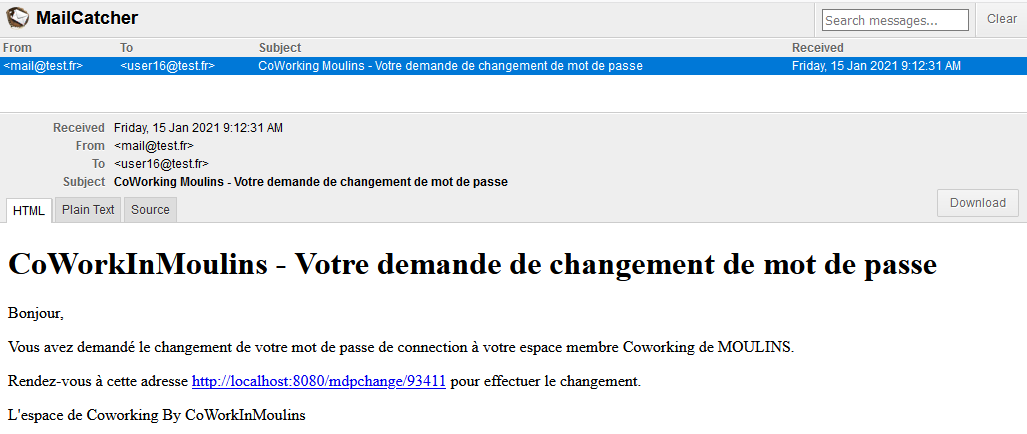 MailCatcher
Search messages...
Clear
From To Subject Received
<mail@test.fr> <user16@test.fr> CoWorking Moulins - Votre demande de changement de mot de passe Friday, 15 Jan 2021 9:12:31 AM
Received Friday, 15 Jan 2021 9:12:31 AM
From <mail@test.fr>
To <user16@test.fr>
Subject CoWorking Moulins - Votre demande de changement de mot de passe
HTML Plain Text Source
Download
CoWorkInMoulins - Votre demande de changement de mot de passe
Bonjour,
Vous avez demandé le changement de votre mot de passe de connection à votre espace membre Coworking de MOULINS.
Rendez-vous à cette adresse http://localhost:8080/mdpchange/93411 pour effectuer le changement.
L'espace de Coworking By CoWorkInMoulins